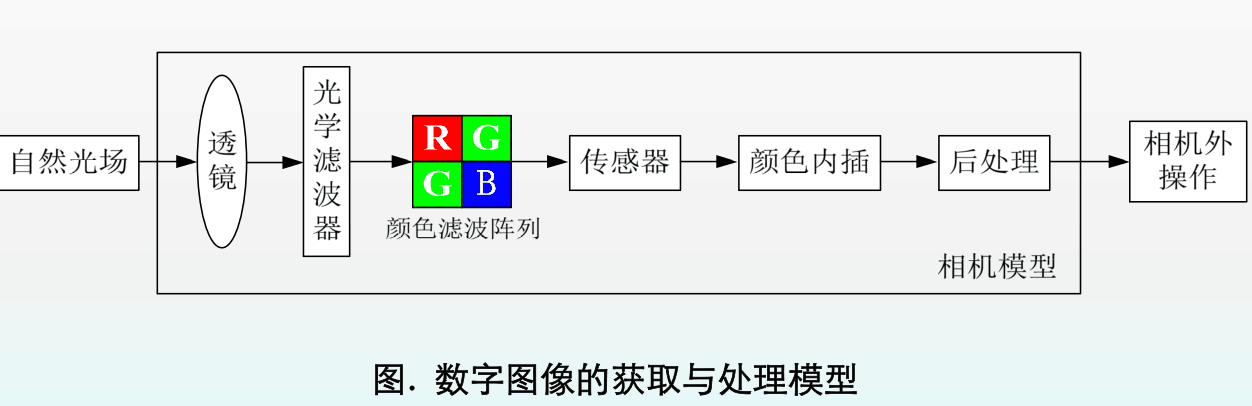 自然光场
透镜
光学滤波器
R G
G B
颜色滤波阵列
传感器
颜色内插
后处理
相机模型
相机外
操作
图. 数字图像的获取与处理模型